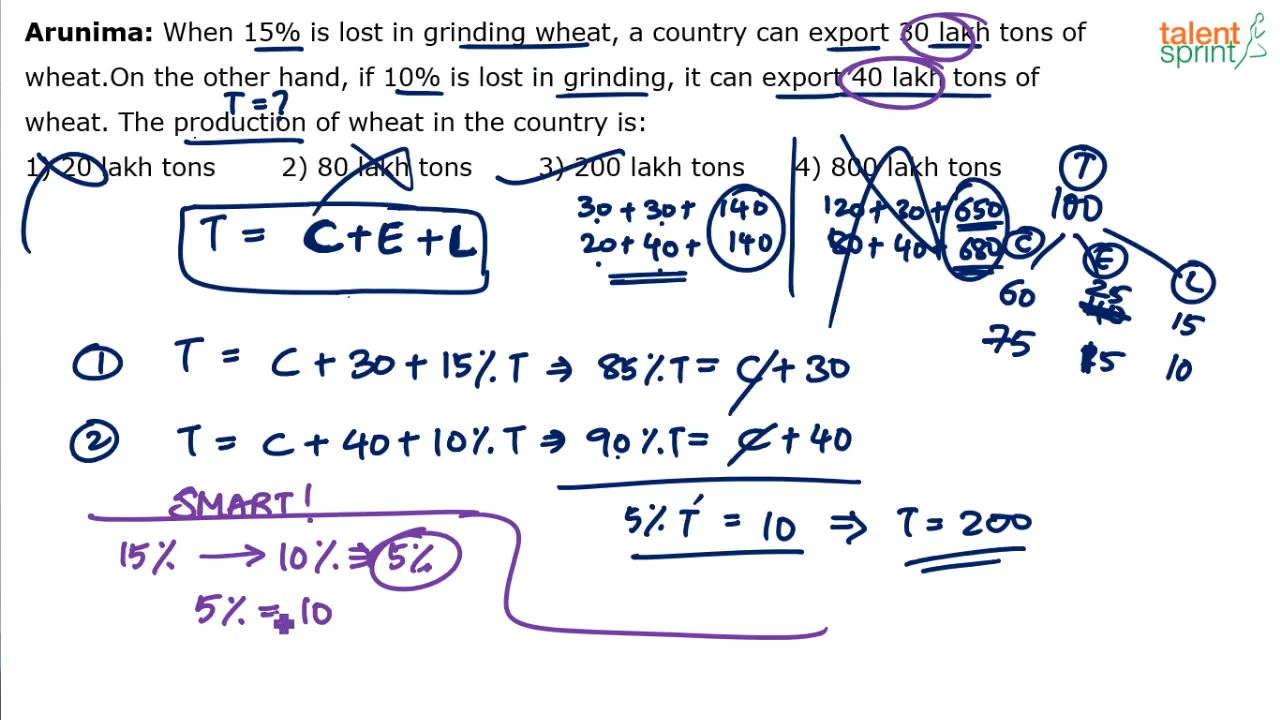 Arunima: When 15% is lost in grinding wheat, a country can export 30 lakh tons of
talent
sprint
wheat.On the other hand, if 10% is lost in grinding, it can export 40 lakh tons of
T = ?
wheat. The production of wheat in the country is:
1) 20 lakh tons 2) 80 lakh tons 3) 200 lakh tons 4) 800 lakh tons
T
100
T = C+E+L
30 + 30 + 140
20 + 40 + 140
120 + 30 + 650
80 + 40 + 680
C E L
60 25 15
40
75 15 10
① T = C + 30 + 15% T ⇒ 85% T = C + 30
② T = C + 40 + 10% T ⇒ 90% T = C + 40
5% T = 10 ⇒ T = 200
SMART!
15% → 10% ⇒ 5%
5% = 10